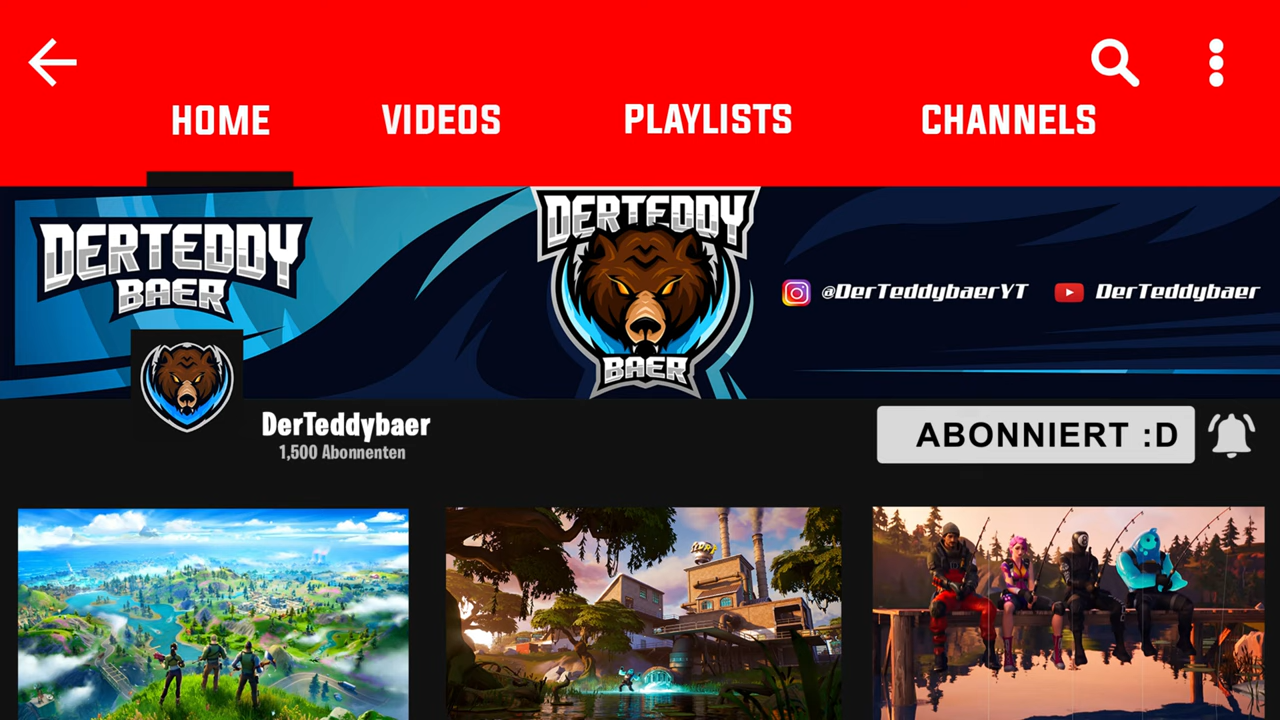 HOME VIDEOS PLAYLISTS CHANNELS
DERTEDDY
BAER
DERTEDDY
BAER
@DerTeddybaerYT DerTeddybaer
DerTeddybaer
1,500 Abonnenten
ABONNIERT :D